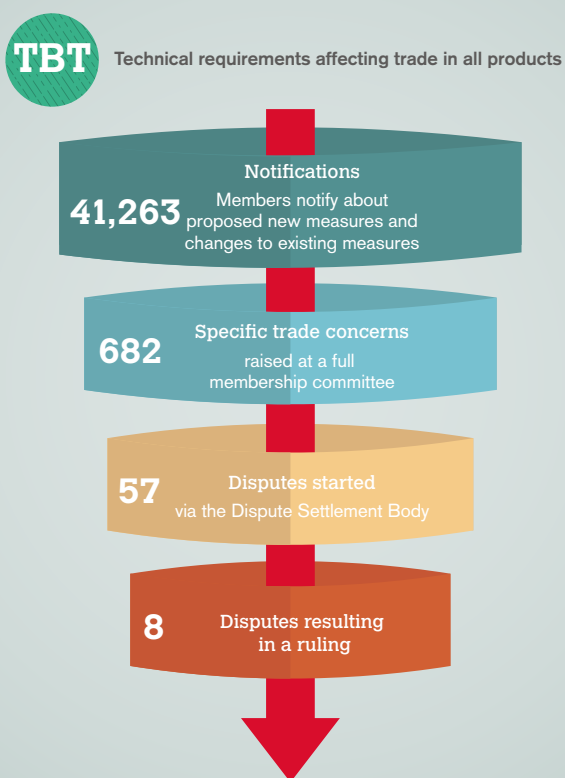 TBT
Technical requirements affecting trade in all products
Notifications
41,263
Members notify about
proposed new measures and
changes to existing measures
Specific trade concerns
682
raised at a full
membership committee
57
Disputes started
via the Dispute Settlement Body
8
Disputes resulting
in a ruling